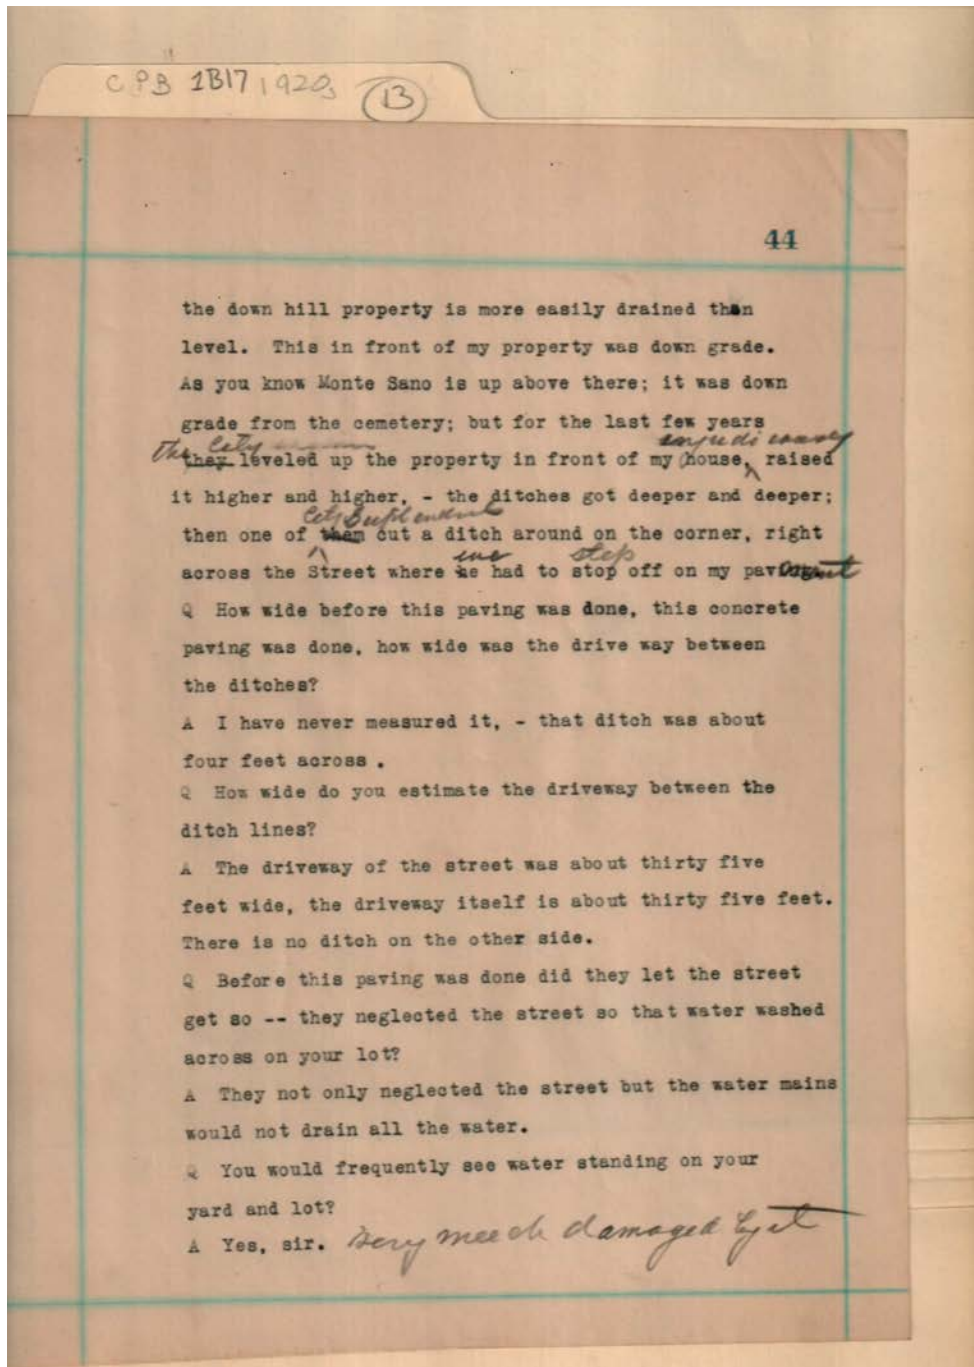 CPB 1B17 1920s 13
44
the down hill property is more easily drained than
level. This in front of my property was down grade.
As you know Monte Sano is up above there; it was down
grade from the cemetery; but for the last few years
The City injudiciously
they leveled up the property in front of my house, raised
it higher and higher, - the ditches got deeper and deeper;
City
then one of them cut a ditch around on the corner, right
we step
across the Street where he had to stop off on my pavement
Q How wide before this paving was done, this concrete
paving was done, how wide was the drive way between
the ditches?
A I have never measured it, - that ditch was about
four feet across .
Q How wide do you estimate the driveway between the
ditch lines?
A The driveway of the street was about thirty five
feet wide, the driveway itself is about thirty five feet.
There is no ditch on the other side.
Q Before this paving was done did they let the street
get so -- they neglected the street so that water washed
across on your lot?
A They not only neglected the street but the water mains
would not drain all the water.
Q You would frequently see water standing on your
yard and lot?
A Yes, sir. Very much damaged by it